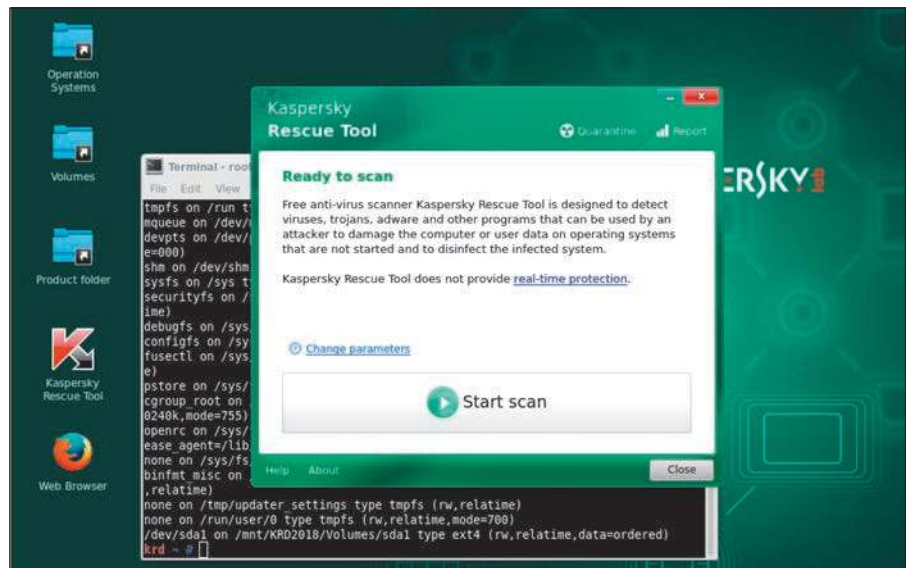 Operation
Systems
Volumes
Product folder
Kaspersky
Rescue Tool
Web Browser
Terminal - root
File Edit View
tmpfs on /run t
mqueue on /dev/
devpts on /dev/
e=000)
shm on /dev/shm
sysfs on /sys t
securityfs on /
ime)
debugfs on /sys
configfs on /sy
fusectl on /sys
e)
pstore on /sys/
cgroup_root on
0240k,mode=755)
openrc on /sys/
ease_agent=/lib
none on /sys/fs
binfmt_misc on
,relatime)
none on /tmp/updater_settings type tmpfs (rw,relatime)
none on /run/user/0 type tmpfs (rw,relatime,mode=700)
/dev/sda1 on /mnt/KRD2018/Volumes/sda1 type ext4 (rw,relatime,data=ordered)
krd ~ #
Kaspersky
Rescue Tool
Quarantine Report
Ready to scan
Free anti-virus scanner Kaspersky Rescue Tool is designed to detect
viruses, trojans, adware and other programs that can be used by an
attacker to damage the computer or user data on operating systems
that are not started and to disinfect the infected system.
Kaspersky Rescue Tool does not provide real-time protection.
Change parameters
Start scan
Help About Close
ERSKY lab